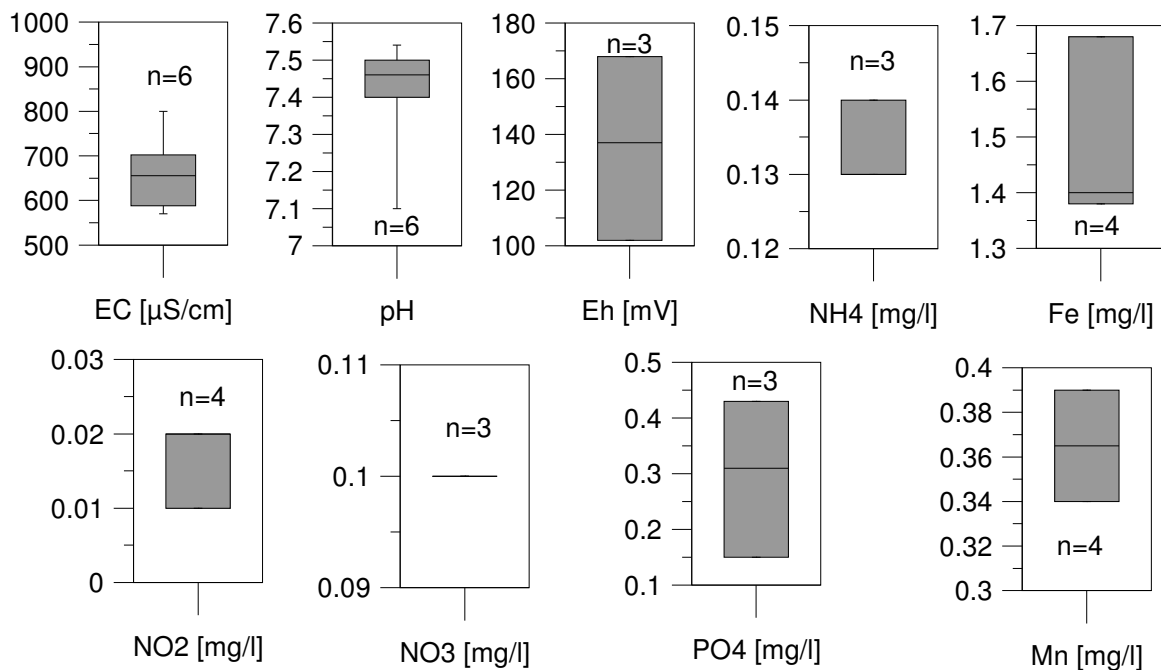 1000
900
800
700
600
500
n=6
EC [µS/cm]
7.6
7.5
7.4
7.3
7.2
7.1
7
n=6
pH
180
160
140
120
100
n=3
Eh [mV]
0.15
0.14
0.13
0.12
n=3
NH4 [mg/l]
1.7
1.6
1.5
1.4
1.3
n=4
Fe [mg/l]
0.03
0.02
0.01
0
n=4
NO2 [mg/l]
0.11
0.1
0.09
n=3
NO3 [mg/l]
0.5
0.4
0.3
0.2
0.1
n=3
PO4 [mg/l]
0.4
0.38
0.36
0.34
0.32
0.3
n=4
Mn [mg/l]